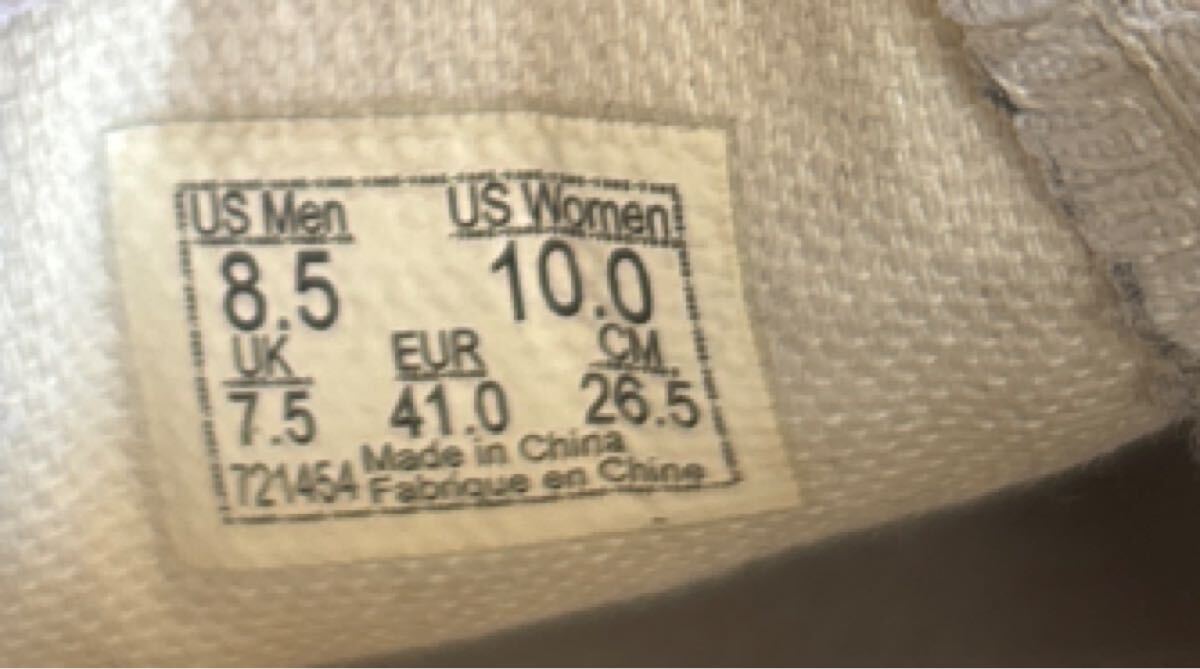 US Men US Women
8.5 10.0
UK EUR CM.
7.5 41.0 26.5
721454 Made in China
Fabrique en Chine